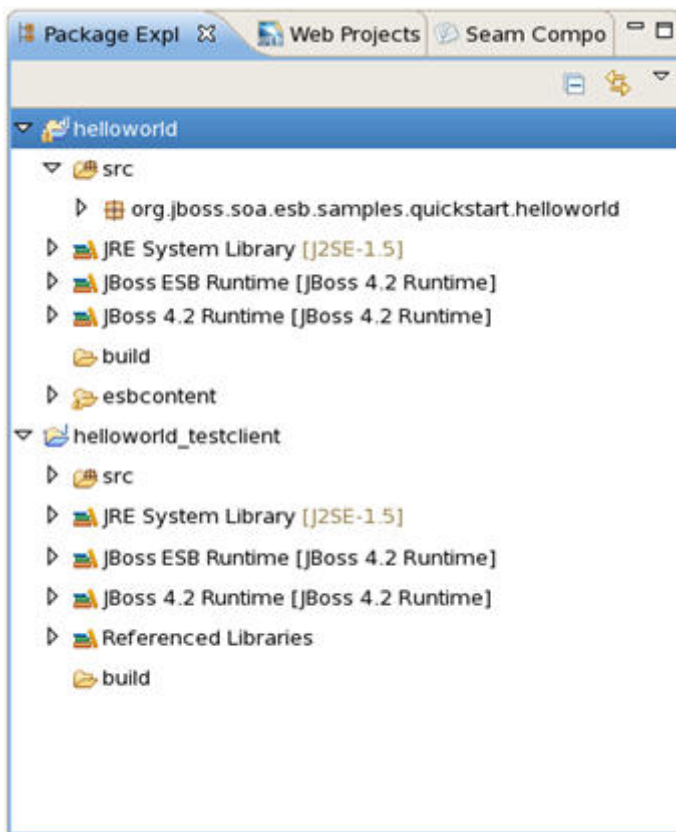 Package Expl Web Projects Seam Compo
helloworld
src
org.jboss.soa.esb.samples.quickstart.helloworld
JRE System Library [J2SE-1.5]
JBoss ESB Runtime [JBoss 4.2 Runtime]
JBoss 4.2 Runtime [JBoss 4.2 Runtime]
build
esbcontent
helloworld_testclient
src
JRE System Library [J2SE-1.5]
JBoss ESB Runtime [JBoss 4.2 Runtime]
JBoss 4.2 Runtime [JBoss 4.2 Runtime]
Referenced Libraries
build